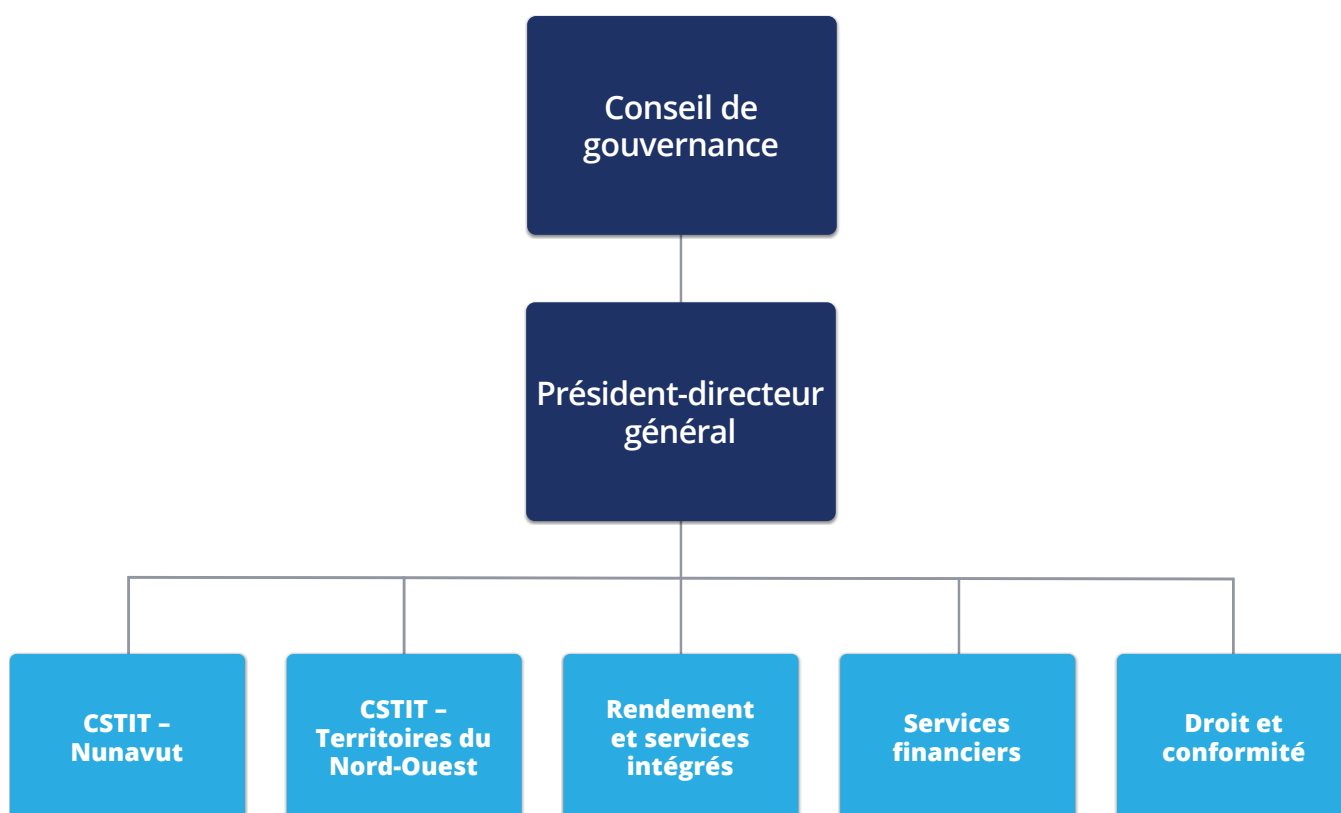 Conseil de
gouvernance
Président-directeur
général
CSTIT –
Nunavut
CSTIT –
Territoires du
Nord-Ouest
Rendement
et services
intégrés
Services
financiers
Droit et
conformité